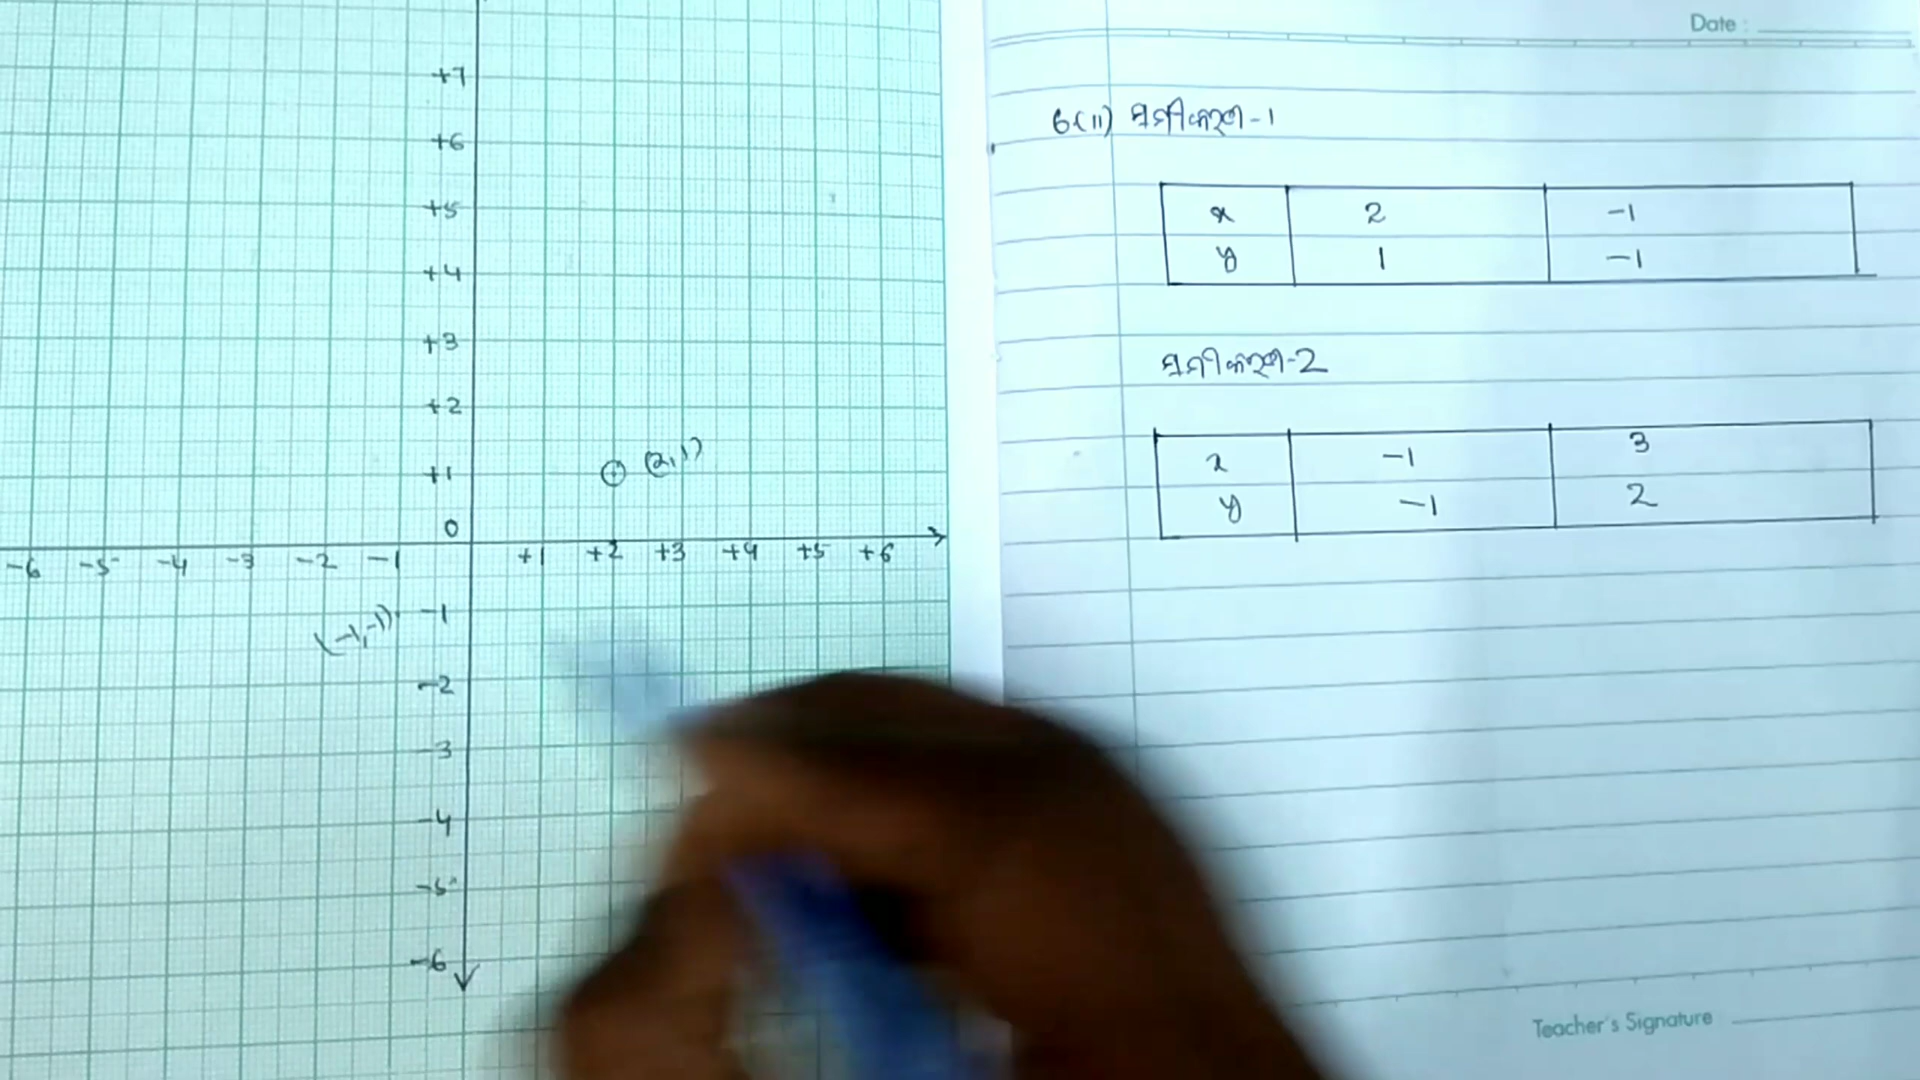 +7
+6
+5
+4
+3
+2
+1 (2,1)
0
-6 -5 -4 -3 -2 -1 +1 +2 +3 +4 +5 +6
(-1,-1) -1
-2
-3
-4
-5
-6
Date :
6(ii) ସମୀକରଣ-1
x 2 -1
y 1 -1
ସମୀକରଣ-2
x -1 3
y -1 2
Teacher's Signature